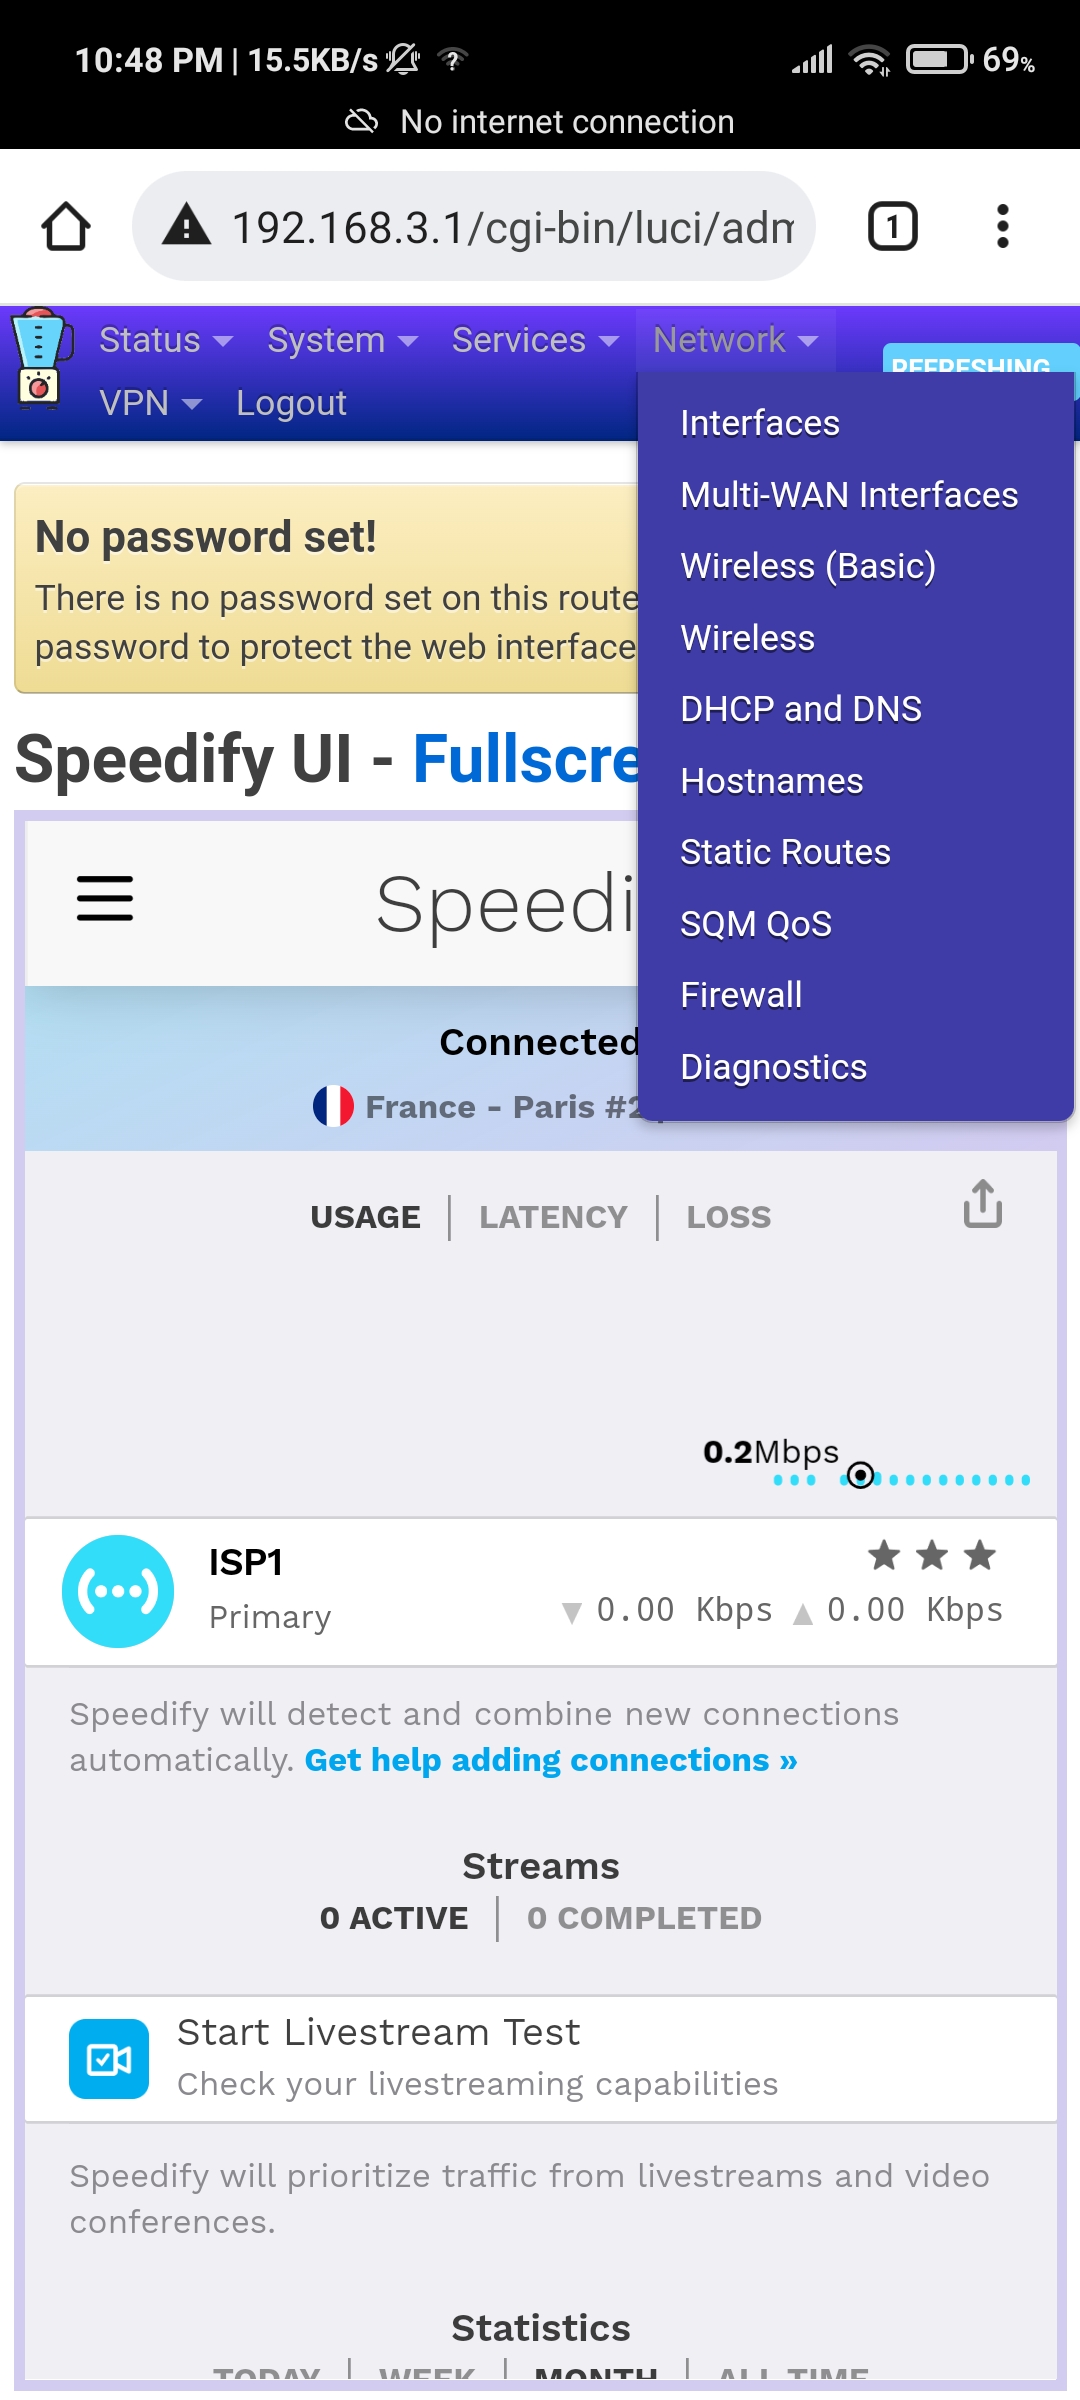 10:48 PM | 15.5KB/s
69%
No internet connection
192.168.3.1/cgi-bin/luci/adm
1
Status
System
Services
Network
REFRESHING
VPN
Logout
Interfaces
Multi-WAN Interfaces
Wireless (Basic)
Wireless
DHCP and DNS
Hostnames
Static Routes
SQM QoS
Firewall
Diagnostics
No password set!
There is no password set on this route
password to protect the web interface
Speedify UI - Fullscre
Speedi
Connected
France - Paris #2
USAGE | LATENCY | LOSS
0.2Mbps
ISP1
Primary
▼ 0.00 Kbps ▲ 0.00 Kbps
Speedify will detect and combine new connections
automatically. Get help adding connections »
Streams
0 ACTIVE | 0 COMPLETED
Start Livestream Test
Check your livestreaming capabilities
Speedify will prioritize traffic from livestreams and video
conferences.
Statistics
TODAY | WEEK | MONTH | ALL TIME